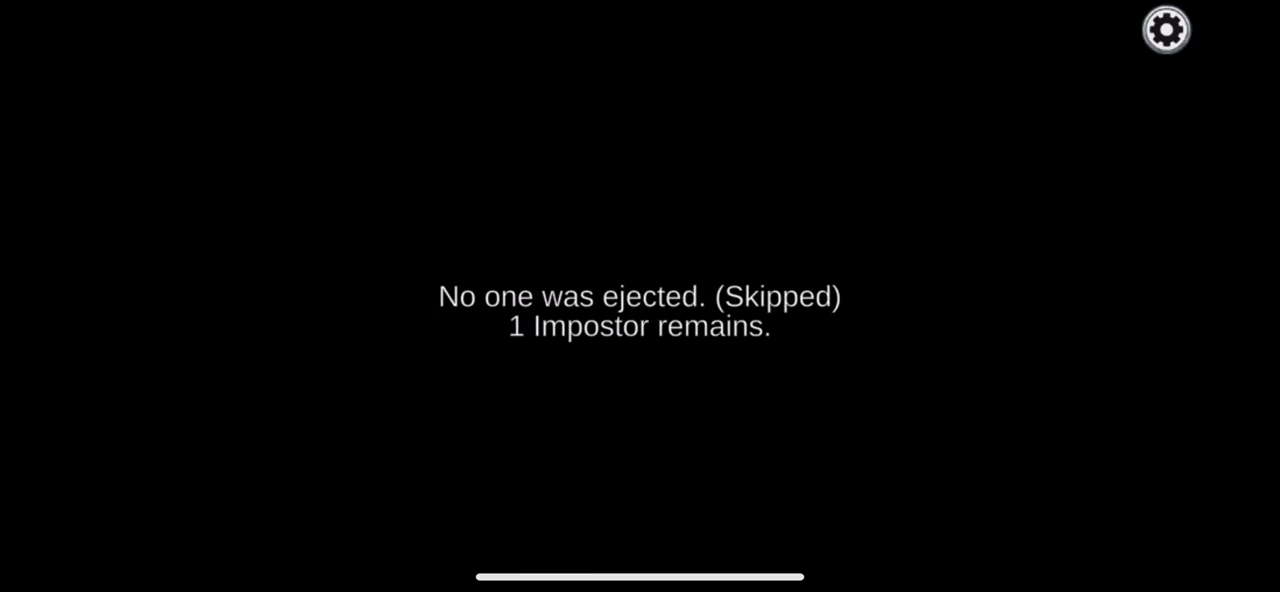 No one was ejected. (Skipped)
1 Impostor remains.